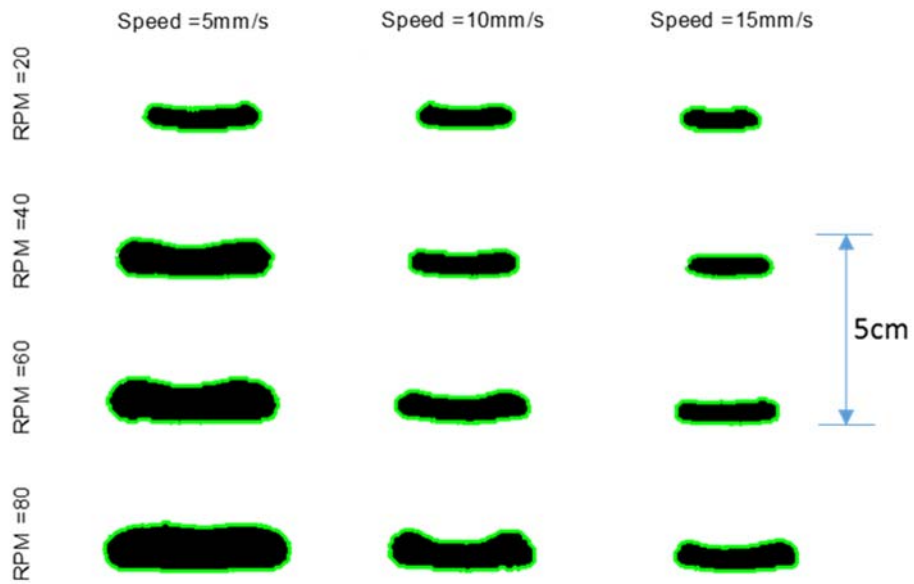 Speed =5mm/s
Speed =10mm/s
Speed =15mm/s
RPM =20
RPM =40
RPM =60
RPM =80
5cm